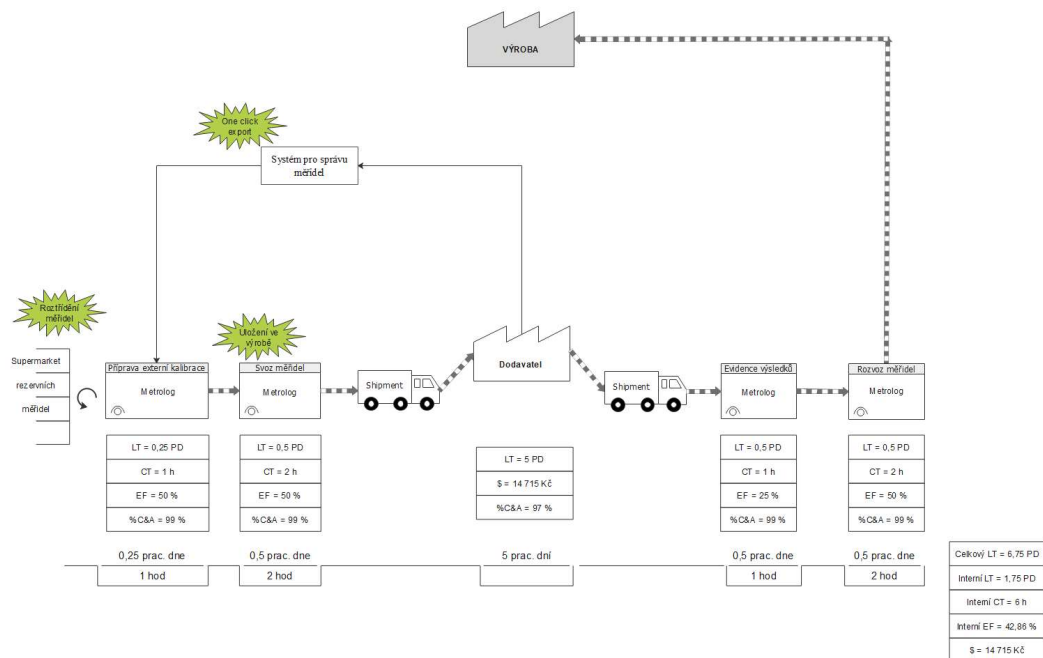 VÝROBA
One click
export
Systém pro správu
měřidel
Roztřídění
měřidel
Uložení ve
výrobě
Supermarket
rezervních
měřidel
Příprava externí kalibrace
Metrolog
Svoz měřidel
Metrolog
Shipment
Dodavatel
Shipment
Evidence výsledků
Metrolog
Rozvoz měřidel
Metrolog
LT = 0,25 PD
CT = 1 h
EF = 50 %
%C&A = 99 %
LT = 0,5 PD
CT = 2 h
EF = 50 %
%C&A = 99 %
LT = 5 PD
$ = 14 715 Kč
%C&A = 97 %
LT = 0,5 PD
CT = 1 h
EF = 25 %
%C&A = 99 %
LT = 0,5 PD
CT = 2 h
EF = 50 %
%C&A = 99 %
0,25 prac. dne
1 hod
0,5 prac. dne
2 hod
5 prac. dní
0,5 prac. dne
1 hod
0,5 prac. dne
2 hod
Celkový LT = 6,75 PD
Interní LT = 1,75 PD
Interní CT = 6 h
Interní EF = 42,86 %
$ = 14 715 Kč